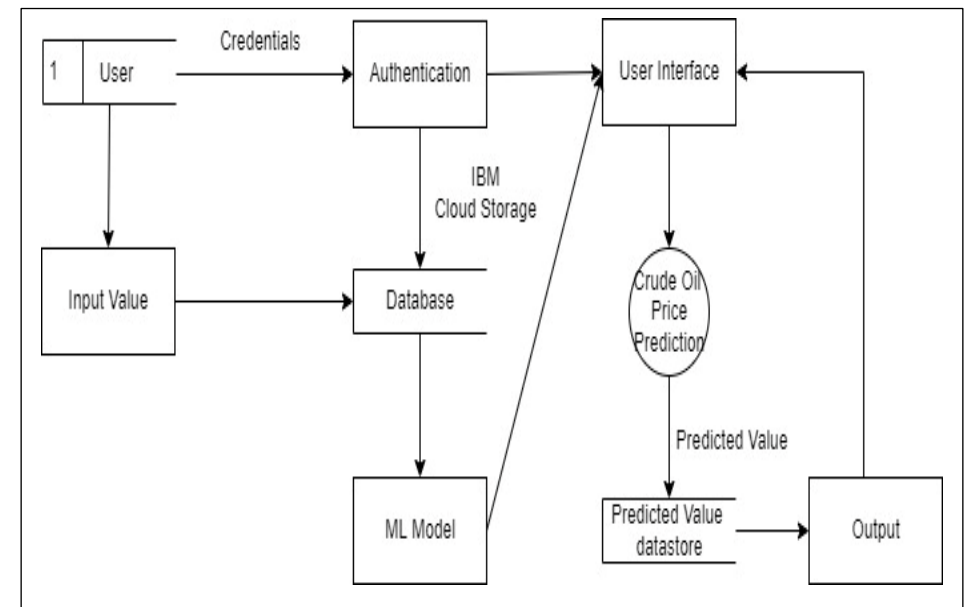 Credentials
1
User
Authentication
User Interface
IBM
Cloud Storage
Input Value
Database
Crude Oil
Price
Prediction
Predicted Value
ML Model
Predicted Value
datastore
Output